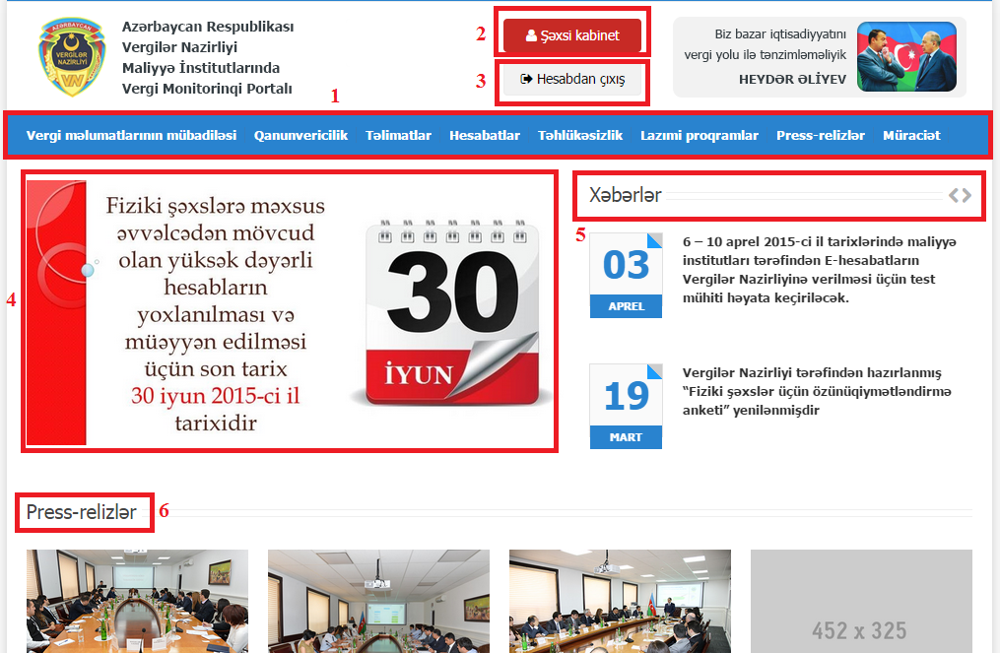 AZƏRBAYCAN
VERGİLƏR
NAZİRLİYİ
VN
Azərbaycan Respublikası
Vergilər Nazirliyi
Maliyyə İnstitutlarında
Vergi Monitorinqi Portalı
1
2
Şəxsi kabinet
3
Hesabdan çıxış
Biz bazar iqtisadiyyatını
vergi yolu ilə tənzimləməliyik
HEYDƏR ƏLİYEV
Vergi məlumatlarının mübadiləsi Qanunvericilik Təlimatlar Hesabatlar Təhlükəsizlik Lazımi proqramlar Press-relizlər Müraciət
4
Fiziki şəxslərə məxsus
əvvəlcədən mövcud
olan yüksək dəyərli
hesabların
yoxlanılması və
müəyyən edilməsi
üçün son tarix
30 iyun 2015-ci il
tarixidir
30
İYUN
Xəbərlər
5
03
APREL
6 – 10 aprel 2015-ci il tarixlərində maliyyə
institutları tərəfindən E-hesabatların
Vergilər Nazirliyinə verilməsi üçün test
mühiti həyata keçiriləcək.
19
MART
Vergilər Nazirliyi tərəfindən hazırlanmış
“Fiziki şəxslər üçün özünüqiymətləndirmə
anketi” yenilənmişdir
Press-relizlər
6
452 x 325